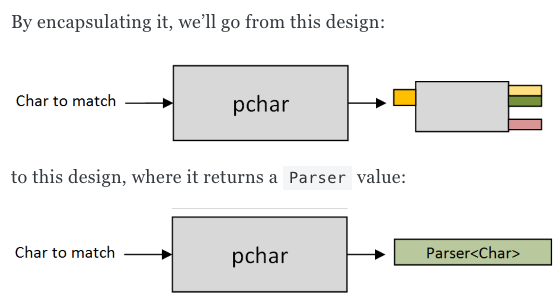 By encapsulating it, we’ll go from this design:
Char to match
pchar
to this design, where it returns a Parser value:
Char to match
pchar
Parser<Char>